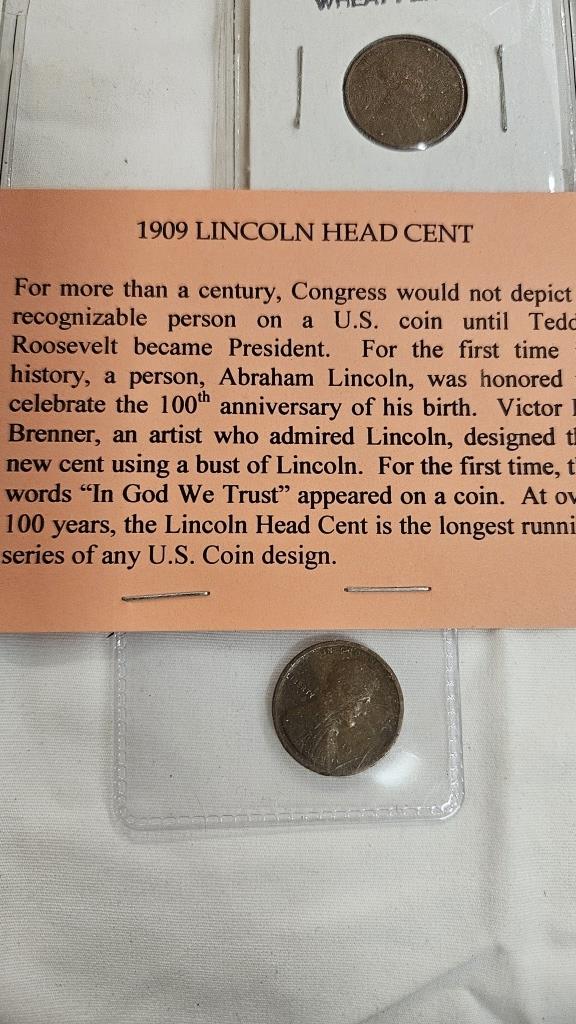 1909 LINCOLN HEAD CENT
For more than a century, Congress would not depict
recognizable person on a U.S. coin until
Roosevelt became President. For the first time
history, a person, Abraham Lincoln, was honored
celebrate the 100th anniversary of his birth. Victor
Brenner, an artist who admired Lincoln, designed
new cent using a bust of Lincoln. For the first time,
words “In God We Trust” appeared on a coin. At
100 years, the Lincoln Head Cent is the longest
series of any U.S. Coin design.